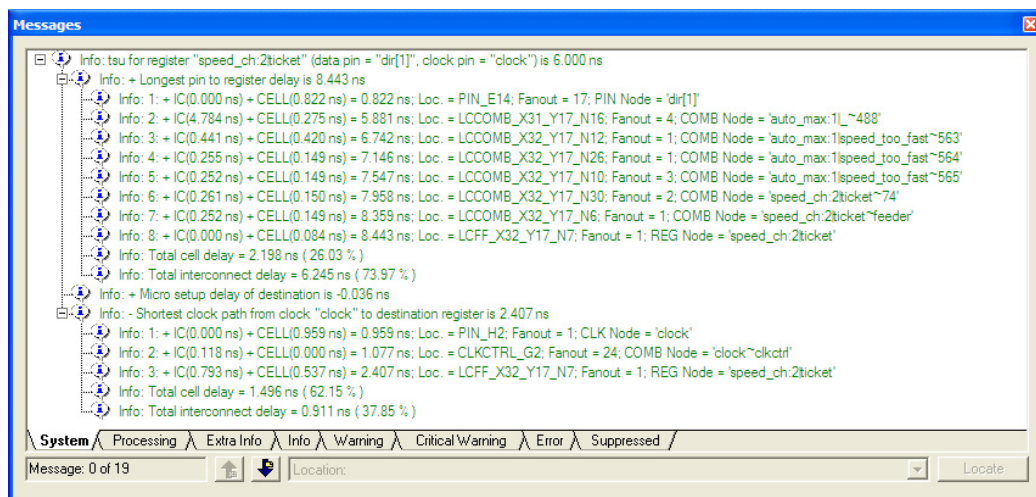 Messages
Info: tsu for register "speed_ch:2|ticket" (data pin = "dir[1]", clock pin = "clock") is 6.000 ns
Info: + Longest pin to register delay is 8.443 ns
Info: 1: + IC(0.000 ns) + CELL(0.822 ns) = 0.822 ns; Loc. = PIN_E14; Fanout = 17; PIN Node = 'dir[1]'
Info: 2: + IC(4.784 ns) + CELL(0.275 ns) = 5.881 ns; Loc. = LCCOMB_X31_Y17_N16; Fanout = 4; COMB Node = 'auto_max:1|_~488'
Info: 3: + IC(0.441 ns) + CELL(0.420 ns) = 6.742 ns; Loc. = LCCOMB_X32_Y17_N12; Fanout = 1; COMB Node = 'auto_max:1|speed_too_fast~563'
Info: 4: + IC(0.255 ns) + CELL(0.149 ns) = 7.146 ns; Loc. = LCCOMB_X32_Y17_N26; Fanout = 1; COMB Node = 'auto_max:1|speed_too_fast~564'
Info: 5: + IC(0.252 ns) + CELL(0.149 ns) = 7.547 ns; Loc. = LCCOMB_X32_Y17_N10; Fanout = 3; COMB Node = 'auto_max:1|speed_too_fast~565'
Info: 6: + IC(0.261 ns) + CELL(0.150 ns) = 7.958 ns; Loc. = LCCOMB_X32_Y17_N30; Fanout = 2; COMB Node = 'speed_ch:2|ticket~74'
Info: 7: + IC(0.252 ns) + CELL(0.149 ns) = 8.359 ns; Loc. = LCCOMB_X32_Y17_N6; Fanout = 1; COMB Node = 'speed_ch:2|ticket~feeder'
Info: 8: + IC(0.000 ns) + CELL(0.084 ns) = 8.443 ns; Loc. = LCFF_X32_Y17_N7; Fanout = 1; REG Node = 'speed_ch:2|ticket'
Info: Total cell delay = 2.198 ns ( 26.03 % )
Info: Total interconnect delay = 6.245 ns ( 73.97 % )
Info: + Micro setup delay of destination is -0.036 ns
Info: - Shortest clock path from clock "clock" to destination register is 2.407 ns
Info: 1: + IC(0.000 ns) + CELL(0.959 ns) = 0.959 ns; Loc. = PIN_H2; Fanout = 1; CLK Node = 'clock'
Info: 2: + IC(0.118 ns) + CELL(0.000 ns) = 1.077 ns; Loc. = CLKCTRL_G2; Fanout = 24; COMB Node = 'clock~clkctrl'
Info: 3: + IC(0.793 ns) + CELL(0.537 ns) = 2.407 ns; Loc. = LCFF_X32_Y17_N7; Fanout = 1; REG Node = 'speed_ch:2|ticket'
Info: Total cell delay = 1.496 ns ( 62.15 % )
Info: Total interconnect delay = 0.911 ns ( 37.85 % )
System Processing Extra Info Info Warning Critical Warning Error Suppressed
Message: 0 of 19 Location: Locate